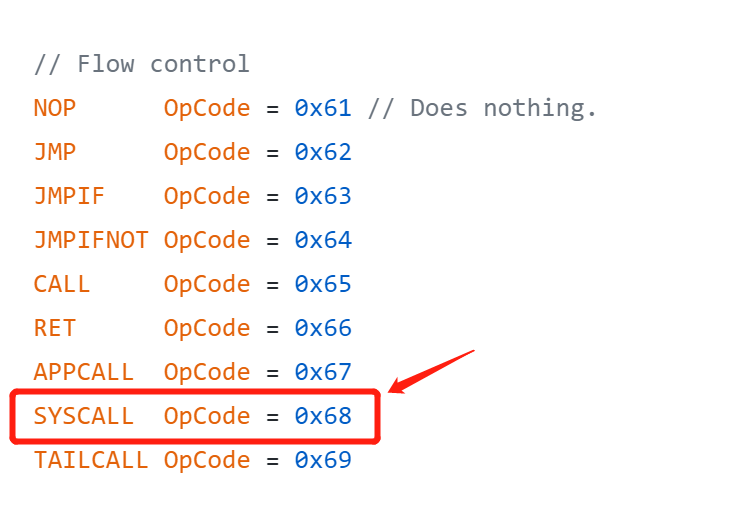 // Flow control
NOP      OpCode = 0x61 // Does nothing.
JMP      OpCode = 0x62
JMPIF    OpCode = 0x63
JMPIFNOT OpCode = 0x64
CALL     OpCode = 0x65
RET      OpCode = 0x66
APPCALL  OpCode = 0x67
SYSCALL  OpCode = 0x68
TAILCALL OpCode = 0x69